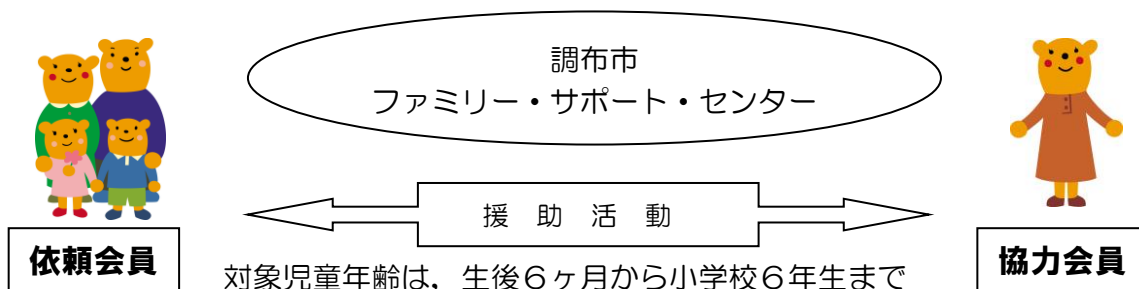 調布市
ファミリー・サポート・センター
援 助 活 動
依頼会員
協力会員
対象児童年齢は，生後６ヶ月から小学校６年生まで